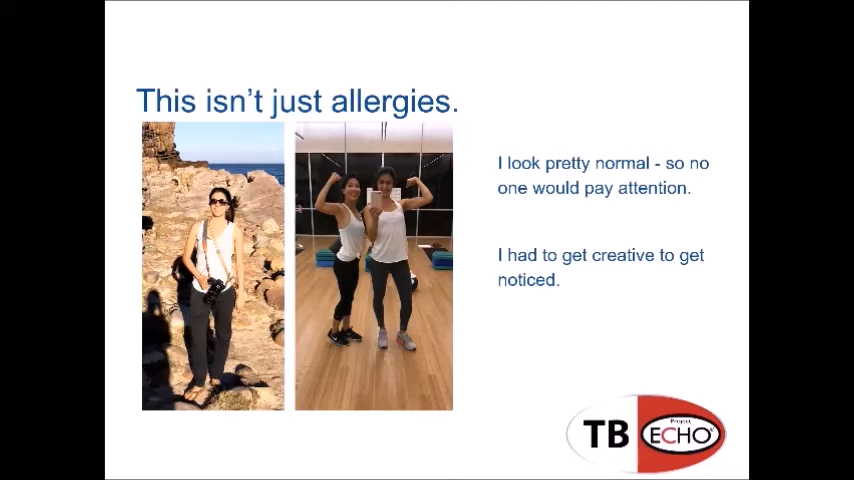 This isn't just allergies.
I look pretty normal - so no
one would pay attention.
I had to get creative to get
noticed.
TB
Project
ECHO®